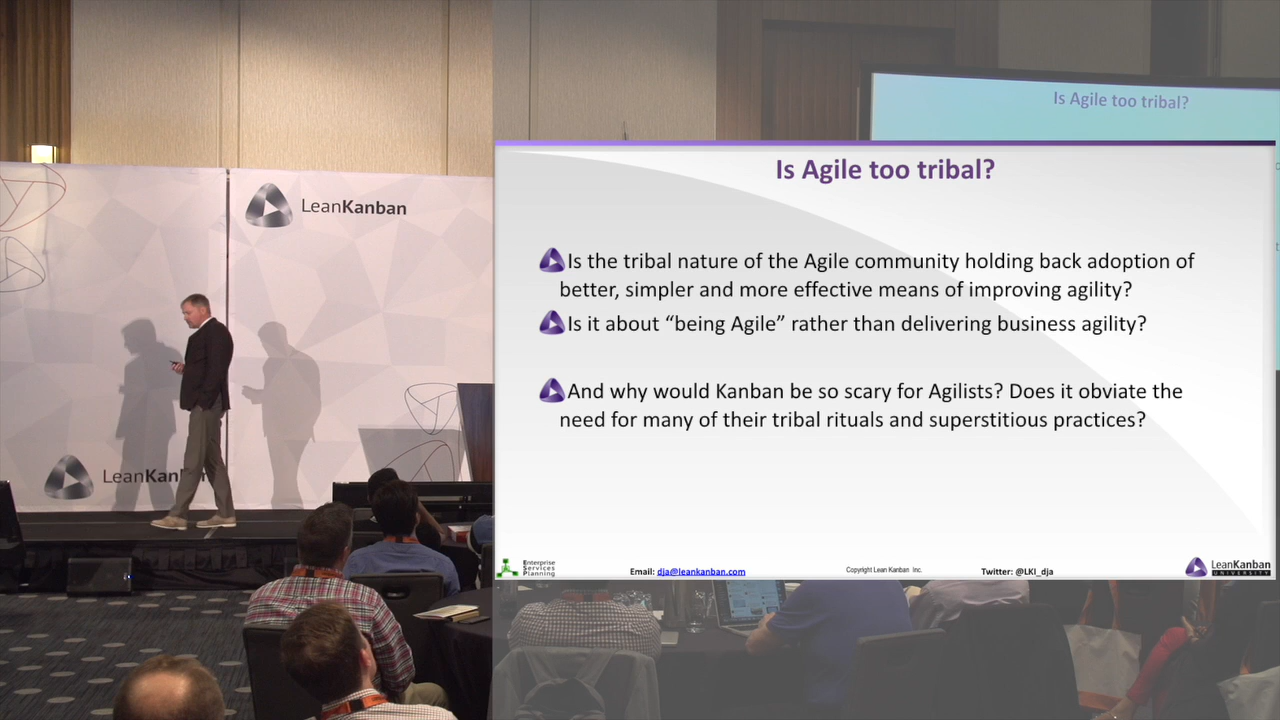 Is Agile too tribal?
LeanKanban
Is Agile too tribal?
Is the tribal nature of the Agile community holding back adoption of
better, simpler and more effective means of improving agility?
Is it about “being Agile” rather than delivering business agility?
And why would Kanban be so scary for Agilists? Does it obviate the
need for many of their tribal rituals and superstitious practices?
LeanKan
Enterprise
Services
Planning
Email: dja@leankanban.com
Copyright Lean Kanban Inc.
Twitter: @LKI_dja
LeanKanban
UNIVERSITY